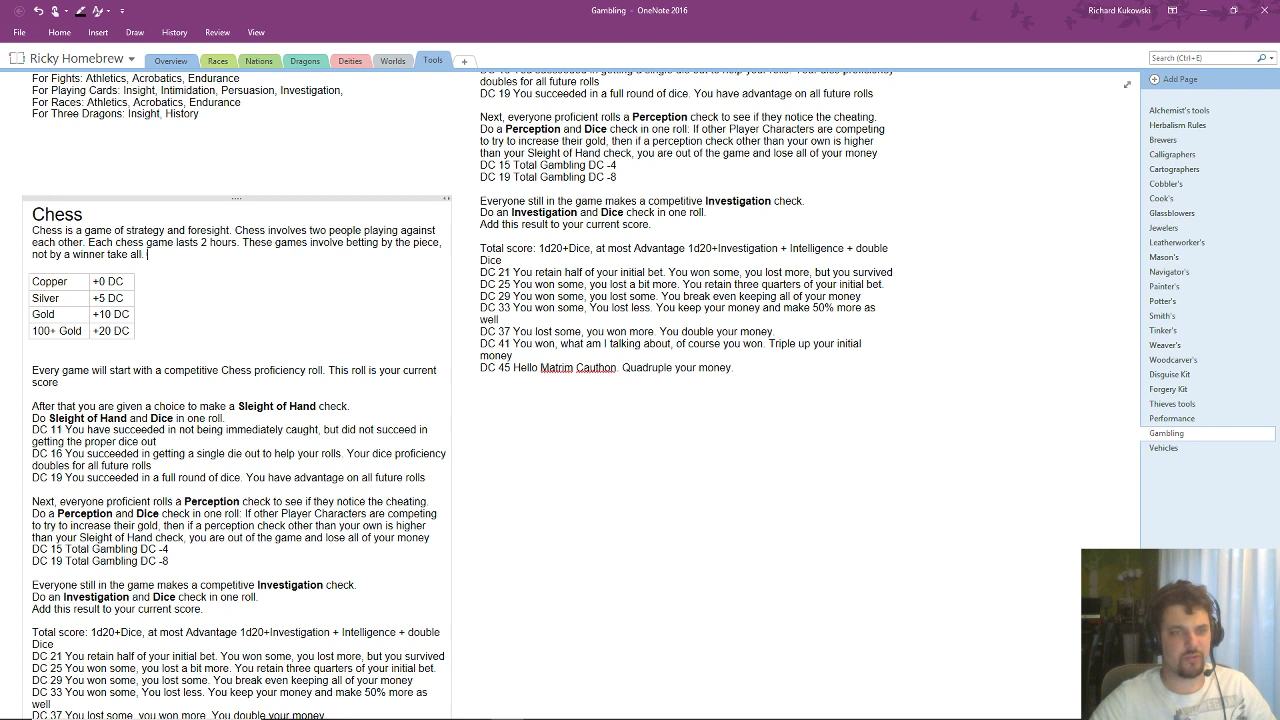 Gambling - OneNote 2016
Richard Kukowski
File Home Insert Draw History Review View
Ricky Homebrew
Overview Races Nations Dragons Deities Worlds Tools
Search (Ctrl+E)
For Fights: Athletics, Acrobatics, Endurance
For Playing Cards: Insight, Intimidation, Persuasion, Investigation,
For Races: Athletics, Acrobatics, Endurance
For Three Dragons: Insight, History
Chess
Chess is a game of strategy and foresight. Chess involves two people playing against
each other. Each chess game lasts 2 hours. These games involve betting by the piece,
not by a winner take all.
Copper +0 DC
Silver +5 DC
Gold +10 DC
100+ Gold +20 DC
Every game will start with a competitive Chess proficiency roll. This roll is your current
score
After that you are given a choice to make a Sleight of Hand check.
Do Sleight of Hand and Dice in one roll.
DC 11 You have succeeded in not being immediately caught, but did not succeed in
getting the proper dice out
DC 16 You succeeded in getting a single die out to help your rolls. Your dice proficiency
doubles for all future rolls
DC 19 You succeeded in a full round of dice. You have advantage on all future rolls
Next, everyone proficient rolls a Perception check to see if they notice the cheating.
Do a Perception and Dice check in one roll: If other Player Characters are competing
to try to increase their gold, then if a perception check other than your own is higher
than your Sleight of Hand check, you are out of the game and lose all of your money
DC 15 Total Gambling DC -4
DC 19 Total Gambling DC -8
Everyone still in the game makes a competitive Investigation check.
Do an Investigation and Dice check in one roll.
Add this result to your current score.
Total score: 1d20+Dice, at most Advantage 1d20+Investigation + Intelligence + double
Dice
DC 21 You retain half of your initial bet. You won some, you lost more, but you survived
DC 25 You won some, you lost a bit more. You retain three quarters of your initial bet.
DC 29 You won some, you lost some. You break even keeping all of your money
DC 33 You won some, You lost less. You keep your money and make 50% more as
well
DC 37 You lost some, you won more. You double your money.
doubles for all future rolls
DC 19 You succeeded in a full round of dice. You have advantage on all future rolls
Next, everyone proficient rolls a Perception check to see if they notice the cheating.
Do a Perception and Dice check in one roll: If other Player Characters are competing
to try to increase their gold, then if a perception check other than your own is higher
than your Sleight of Hand check, you are out of the game and lose all of your money
DC 15 Total Gambling DC -4
DC 19 Total Gambling DC -8
Everyone still in the game makes a competitive Investigation check.
Do an Investigation and Dice check in one roll.
Add this result to your current score.
Total score: 1d20+Dice, at most Advantage 1d20+Investigation + Intelligence + double
Dice
DC 21 You retain half of your initial bet. You won some, you lost more, but you survived
DC 25 You won some, you lost a bit more. You retain three quarters of your initial bet.
DC 29 You won some, you lost some. You break even keeping all of your money
DC 33 You won some, You lost less. You keep your money and make 50% more as
well
DC 37 You lost some, you won more. You double your money.
DC 41 You won, what am I talking about, of course you won. Triple up your initial
money
DC 45 Hello Matrim Cauthon. Quadruple your money.
Add Page
Alchemist's tools
Herbalism Rules
Brewers
Calligraphers
Cartographers
Cobbler's
Cook's
Glassblowers
Jewelers
Leatherworker's
Mason's
Navigator's
Painter's
Potter's
Smith's
Tinker's
Weaver's
Woodcarver's
Disguise Kit
Forgery Kit
Thieves tools
Performance
Gambling
Vehicles